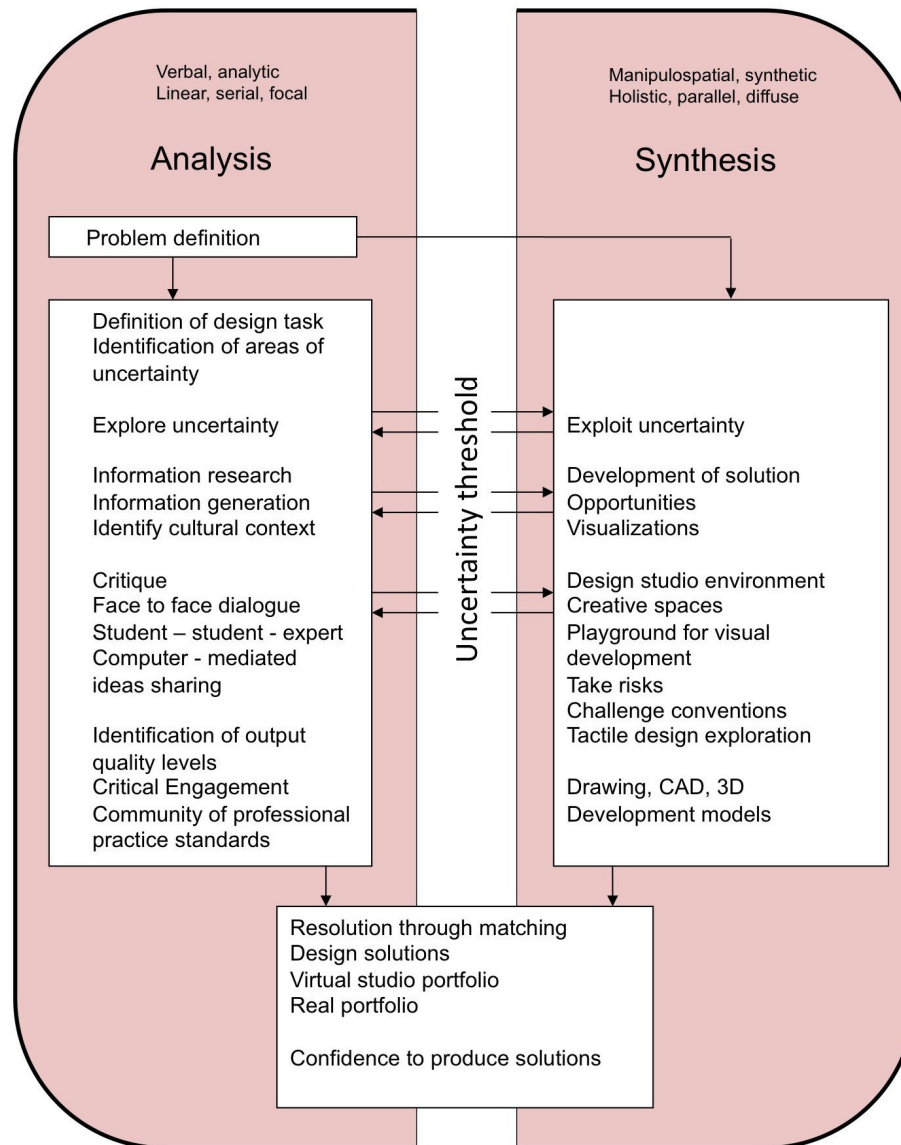 Verbal, analytic
Linear, serial, focal
Analysis
Manipulospatial, synthetic
Holistic, parallel, diffuse
Synthesis
Problem definition
Definition of design task
Identification of areas of
uncertainty
Explore uncertainty
Information research
Information generation
Identify cultural context
Critique
Face to face dialogue
Student – student - expert
Computer - mediated
ideas sharing
Identification of output
quality levels
Critical Engagement
Community of professional
practice standards
Uncertainty threshold
Exploit uncertainty
Development of solution
Opportunities
Visualizations
Design studio environment
Creative spaces
Playground for visual
development
Take risks
Challenge conventions
Tactile design exploration
Drawing, CAD, 3D
Development models
Resolution through matching
Design solutions
Virtual studio portfolio
Real portfolio
Confidence to produce solutions